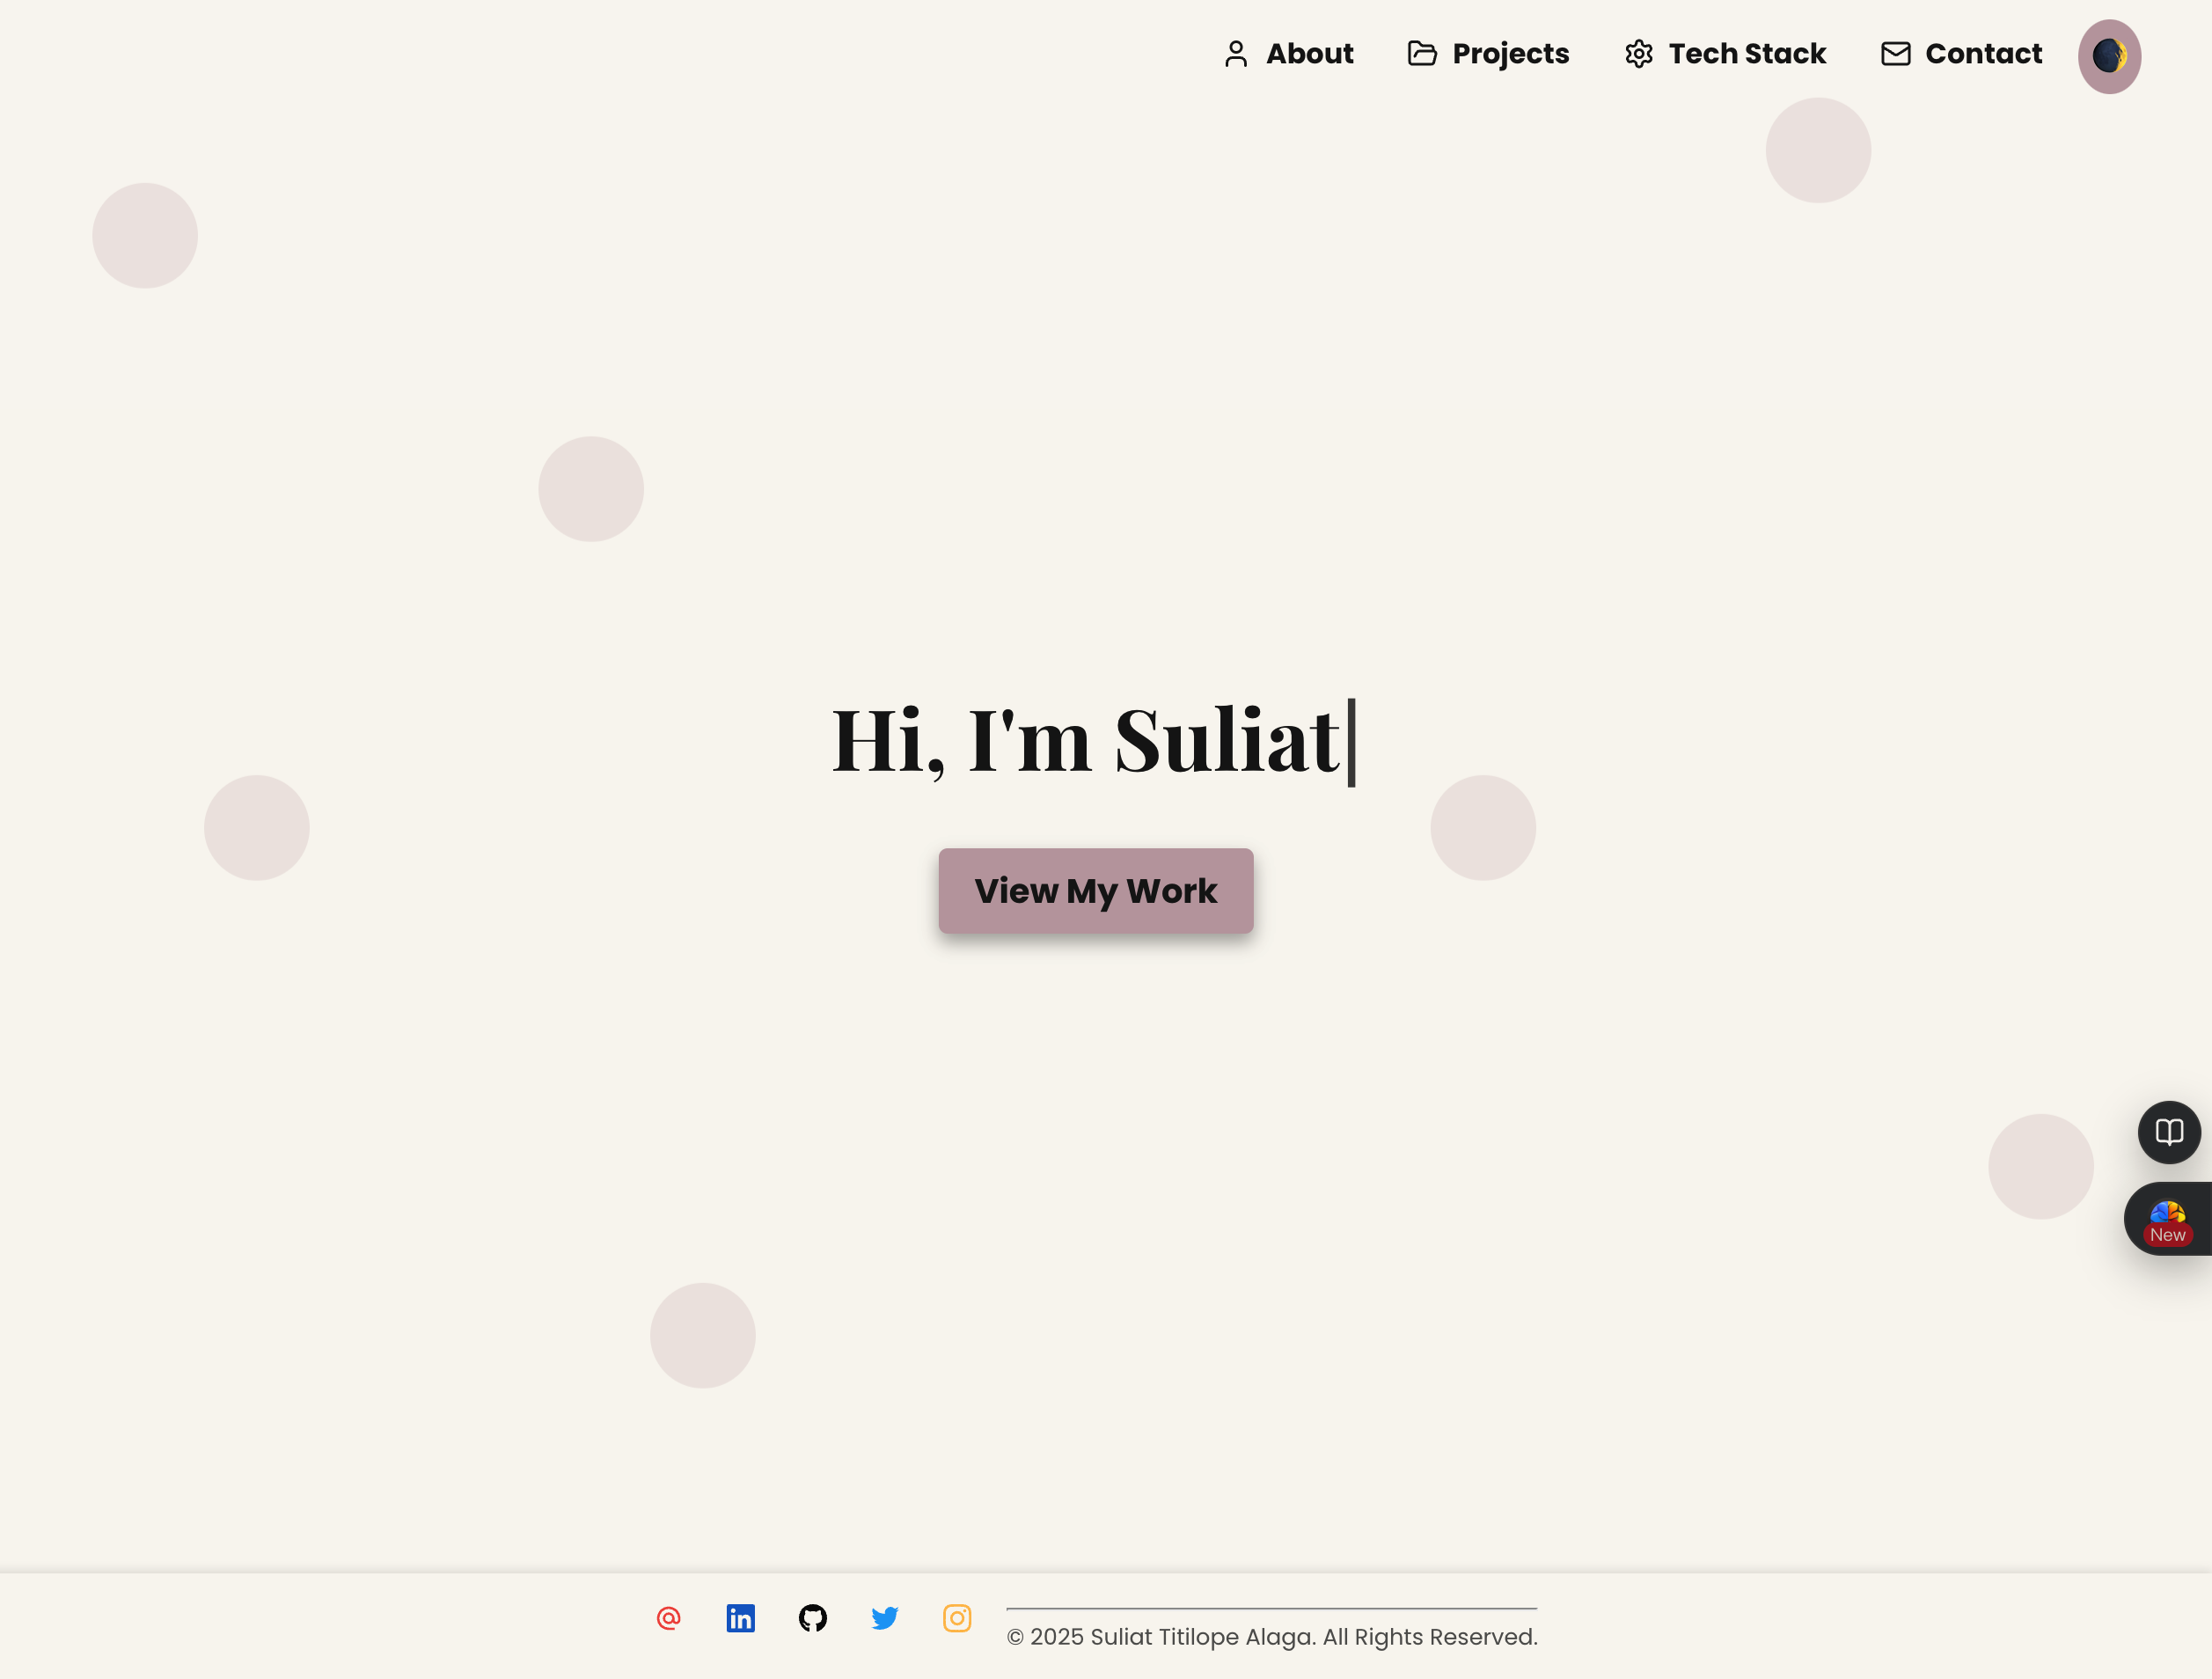 About Projects Tech Stack Contact
Hi, I'm Suliat
View My Work
New
© 2025 Suliat Titilope Alaga. All Rights Reserved.